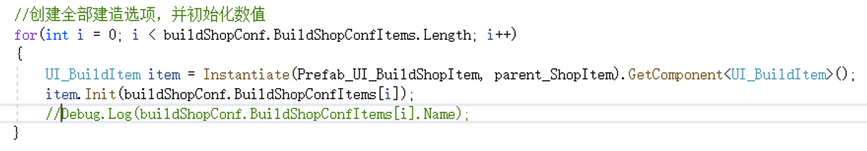 //创建全部建造选项，并初始化数值
for(int i = 0; i < buildShopConf.BuildShopConfItems.Length; i++)
{
    UI_BuildItem item = Instantiate(Prefab_UI_BuildShopItem, parent_ShopItem).GetComponent<UI_BuildItem>();
    item.Init(buildShopConf.BuildShopConfItems[i]);
    //Debug.Log(buildShopConf.BuildShopConfItems[i].Name);
}